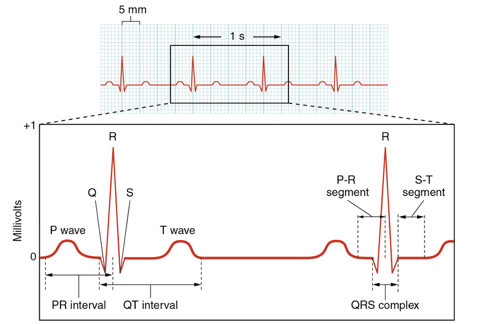 5 mm
1 s
+1
R
R
P-R
segment
S-T
segment
Q
S
P wave
T wave
Millivolts
0
PR interval
QT interval
QRS complex